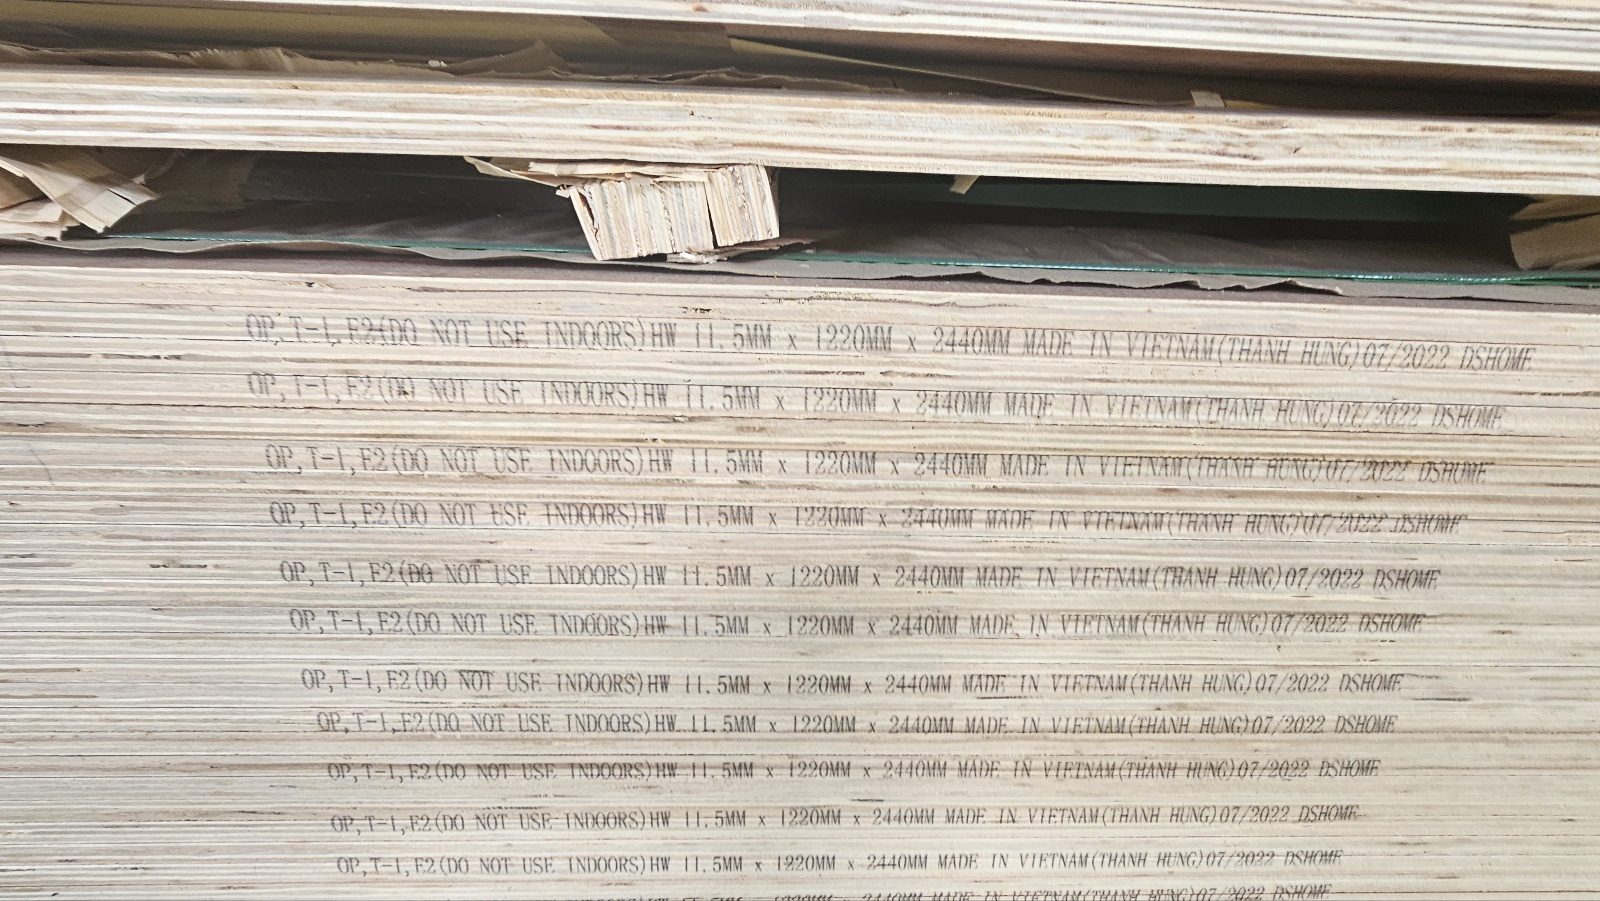 OP,T-1,E2(DO NOT USE INDOORS)HW 11.5MM x 1220MM x 2440MM MADE IN VIETNAM(THANH HUNG)07/2022 DSHOME
OP,T-1,E2(DO NOT USE INDOORS)HW 11.5MM x 1220MM x 2440MM MADE IN VIETNAM(THANH HUNG)07/2022 DSHOME
OP,T-1,E2(DO NOT USE INDOORS)HW 11.5MM x 1220MM x 2440MM MADE IN VIETNAM(THANH HUNG)07/2022 DSHOME
OP,T-1,E2(DO NOT USE INDOORS)HW 11.5MM x 1220MM x 2440MM MADE IN VIETNAM(THANH HUNG)07/2022 DSHOME
OP,T-1,E2(DO NOT USE INDOORS)HW 11.5MM x 1220MM x 2440MM MADE IN VIETNAM(THANH HUNG)07/2022 DSHOME
OP,T-1,E2(DO NOT USE INDOORS)HW 11.5MM x 1220MM x 2440MM MADE IN VIETNAM(THANH HUNG)07/2022 DSHOME
OP,T-1,E2(DO NOT USE INDOORS)HW 11.5MM x 1220MM x 2440MM MADE IN VIETNAM(THANH HUNG)07/2022 DSHOME
OP,T-1,E2(DO NOT USE INDOORS)HW 11.5MM x 1220MM x 2440MM MADE IN VIETNAM(THANH HUNG)07/2022 DSHOME
OP,T-1,E2(DO NOT USE INDOORS)HW 11.5MM x 1220MM x 2440MM MADE IN VIETNAM(THANH HUNG)07/2022 DSHOME
OP,T-1,E2(DO NOT USE INDOORS)HW 11.5MM x 1220MM x 2440MM MADE IN VIETNAM(THANH HUNG)07/2022 DSHOME
OP,T-1,E2(DO NOT USE INDOORS)HW 11.5MM x 1220MM x 2440MM MADE IN VIETNAM(THANH HUNG)07/2022 DSHOME
2440MM MADE IN VIETNAM(THANH HUNG)07/2022 DSHOME